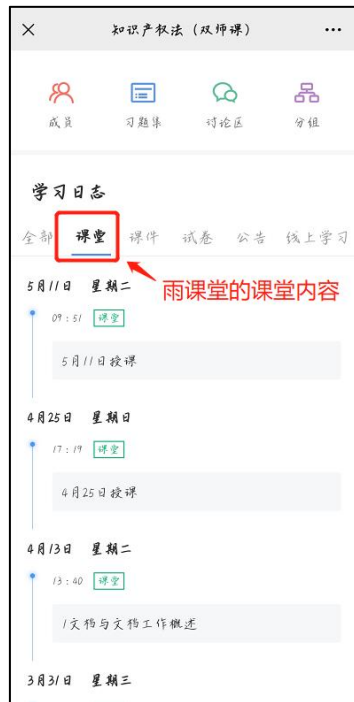 知识产权法（双师课）
成员 习题集 讨论区 分组
学习日志
全部 课堂 课件 试卷 公告 线上学习
5月11日 星期二
雨课堂的课堂内容
09:51 课堂
5月11日授课
4月25日 星期日
17:19 课堂
4月25日授课
4月13日 星期二
13:40 课堂
1文档与文档工作概述
3月31日 星期三